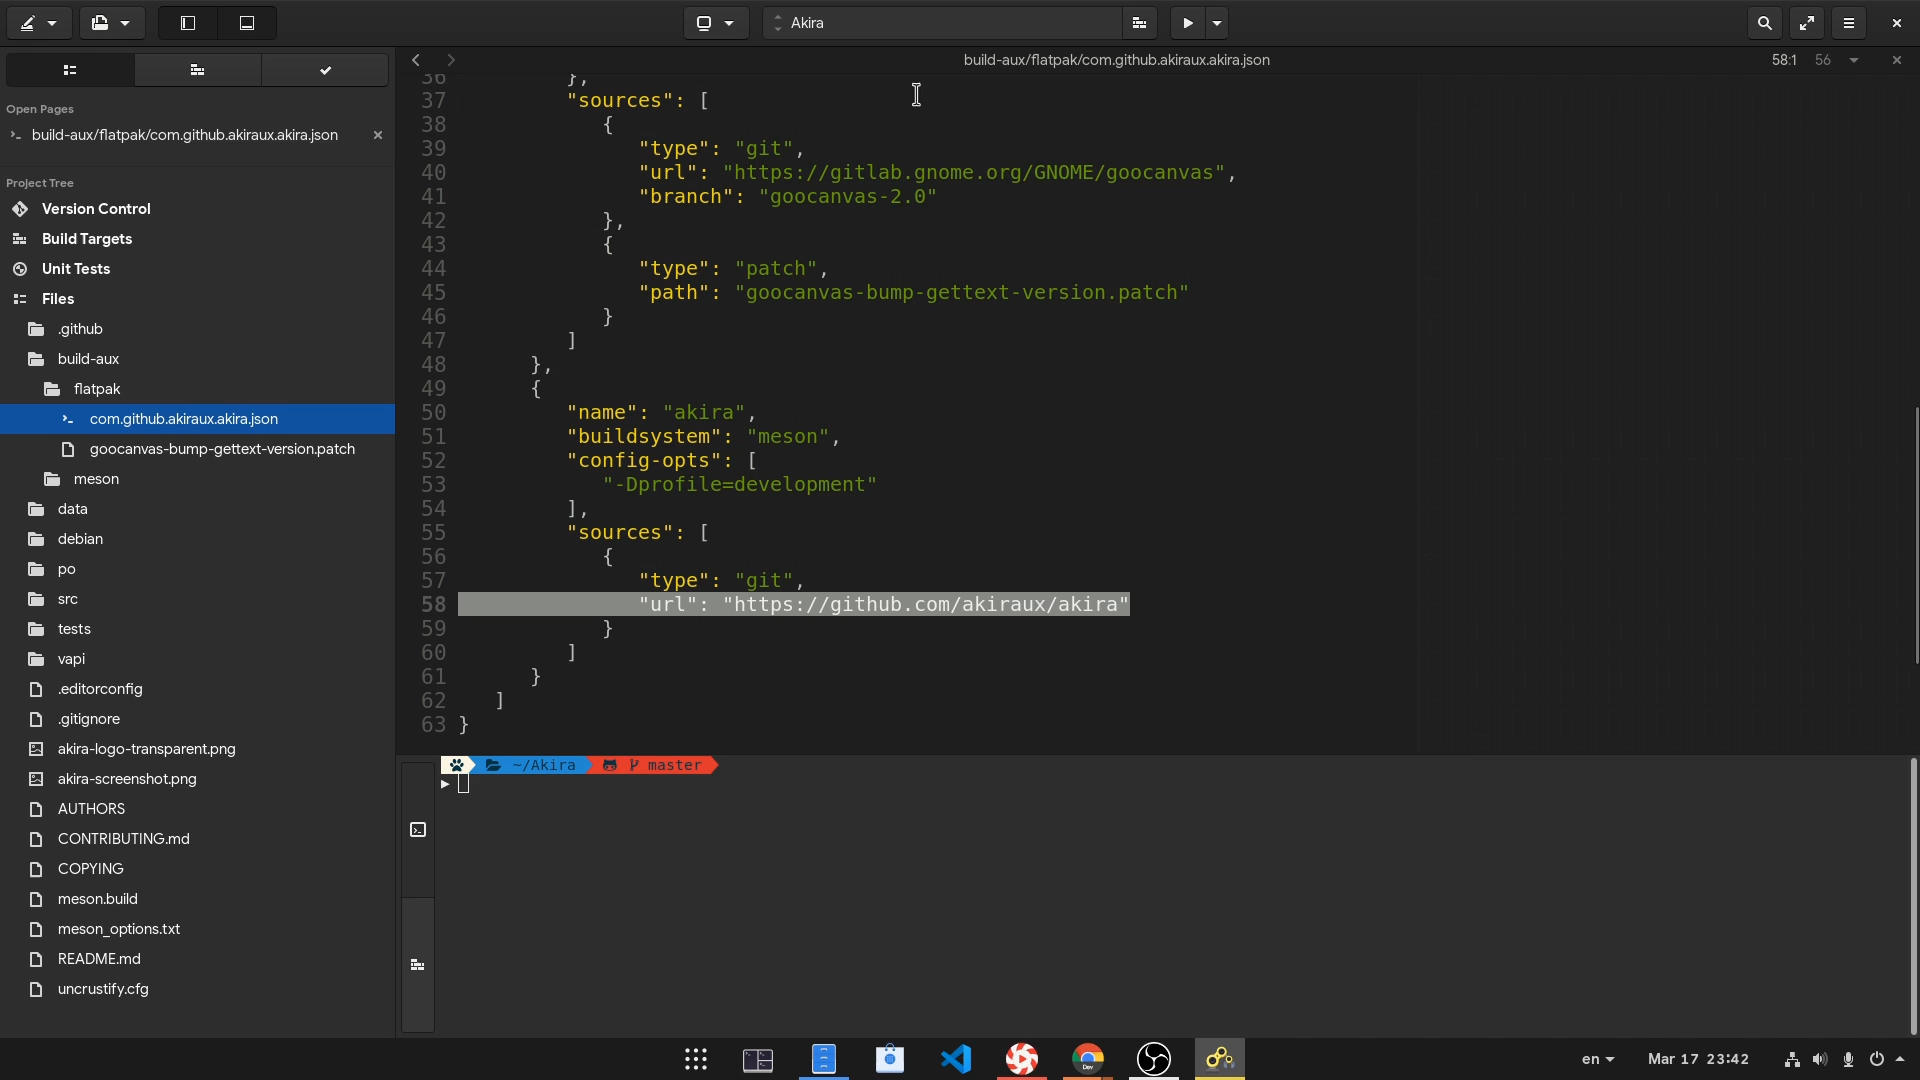 Akira
build-aux/flatpak/com.github.akiraux.akira.json
58:1 56
Open Pages
build-aux/flatpak/com.github.akiraux.akira.json
Project Tree
Version Control
Build Targets
Unit Tests
Files
.github
build-aux
flatpak
com.github.akiraux.akira.json
goocanvas-bump-gettext-version.patch
meson
data
debian
po
src
tests
vapi
.editorconfig
.gitignore
akira-logo-transparent.png
akira-screenshot.png
AUTHORS
CONTRIBUTING.md
COPYING
meson.build
meson_options.txt
README.md
uncrustify.cfg
36 },
37 "sources": [
38 {
39 "type": "git",
40 "url": "https://gitlab.gnome.org/GNOME/goocanvas",
41 "branch": "goocanvas-2.0"
42 },
43 {
44 "type": "patch",
45 "path": "goocanvas-bump-gettext-version.patch"
46 }
47 ]
48 },
49 {
50 "name": "akira",
51 "buildsystem": "meson",
52 "config-opts": [
53 "-Dprofile=development"
54 ],
55 "sources": [
56 {
57 "type": "git",
58 "url": "https://github.com/akiraux/akira"
59 }
60 ]
61 }
62 ]
63 }
~/Akira master
Dev
en
Mar 17 23:42